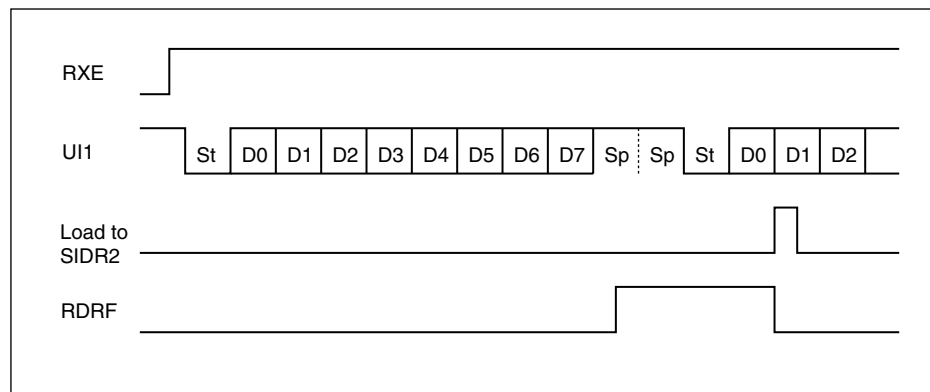 RXE
UI1
St D0 D1 D2 D3 D4 D5 D6 D7 Sp Sp St D0 D1 D2
Load to
SIDR2
RDRF